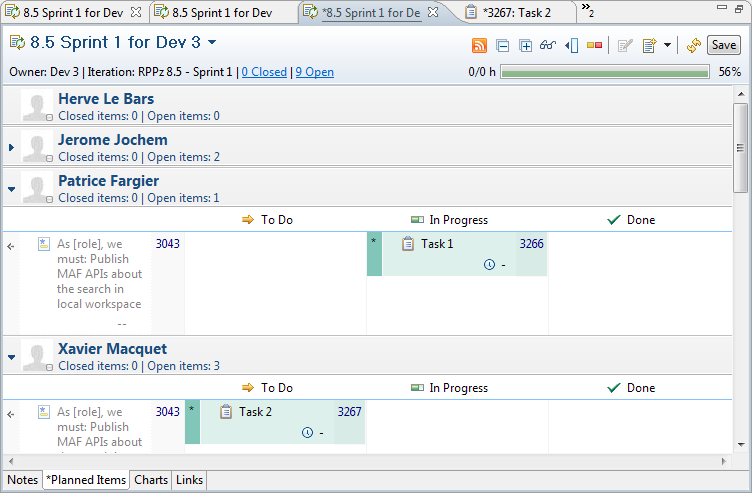 8.5 Sprint 1 for Dev
8.5 Sprint 1 for Dev
*8.5 Sprint 1 for De
*3267: Task 2
»2
8.5 Sprint 1 for Dev 3
Save
Owner: Dev 3 | Iteration: RPPz 8.5 - Sprint 1 | 0 Closed | 9 Open
0/0 h
56%
Herve Le Bars
Closed items: 0 | Open items: 0
Jerome Jochem
Closed items: 0 | Open items: 2
Patrice Fargier
Closed items: 0 | Open items: 1
To Do
In Progress
Done
As [role], we
must: Publish
MAF APIs about
the search in
local workspace
--
3043
*
Task 1
3266
-
Xavier Macquet
Closed items: 0 | Open items: 3
To Do
In Progress
Done
As [role], we
must: Publish
MAF APIs about
3043
*
Task 2
3267
-
Notes
*Planned Items
Charts
Links